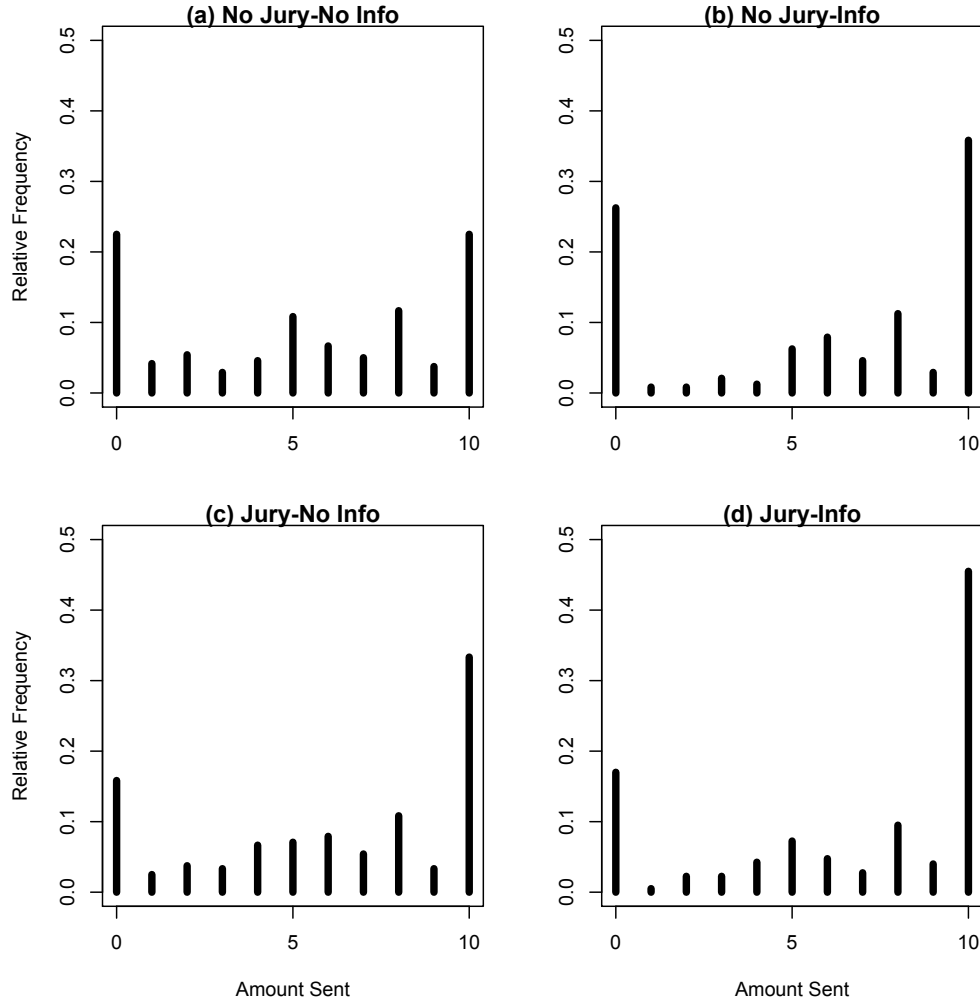 (a) No Jury-No Info
Relative Frequency
0.0 0.1 0.2 0.3 0.4 0.5
0 5 10
(b) No Jury-Info
0.0 0.1 0.2 0.3 0.4 0.5
0 5 10
(c) Jury-No Info
Relative Frequency
0.0 0.1 0.2 0.3 0.4 0.5
0 5 10
Amount Sent
(d) Jury-Info
0.0 0.1 0.2 0.3 0.4 0.5
0 5 10
Amount Sent